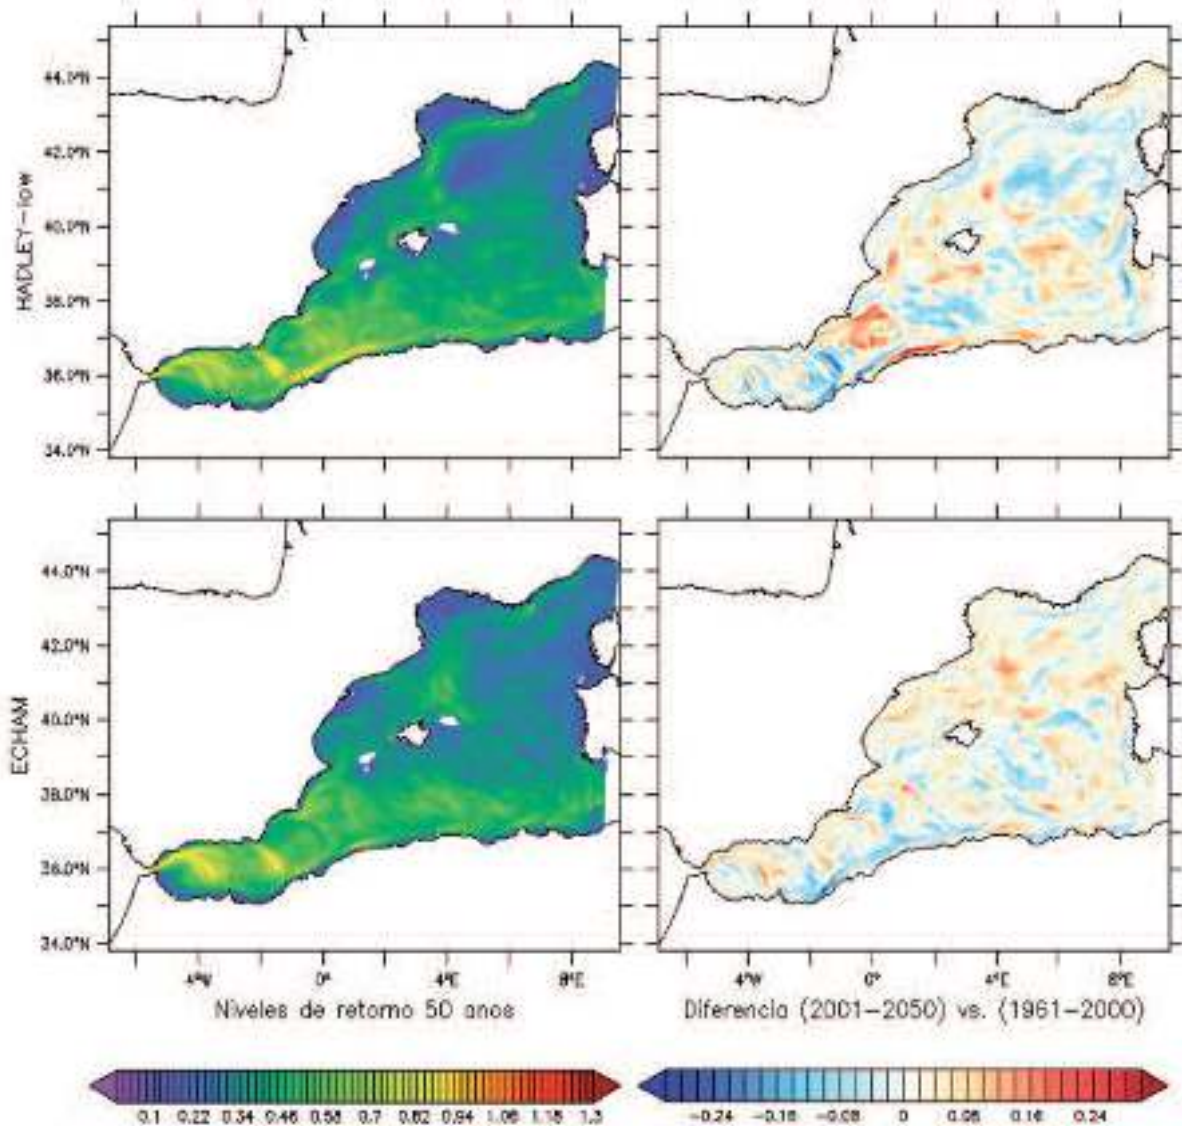 44.0°N
42.0°N
40.0°N
38.0°N
36.0°N
34.0°N
HADLEY-low
44.0°N
42.0°N
40.0°N
38.0°N
36.0°N
34.0°N
ECHAM
4°W 0° 4°E 8°E
4°W 0° 4°E 8°E
Niveles de retorno 50 anos
Diferencia (2001-2050) vs. (1961-2000)
0.1 0.22 0.34 0.46 0.58 0.7 0.82 0.94 1.06 1.18 1.3
-0.24 -0.16 -0.08 0 0.08 0.16 0.24